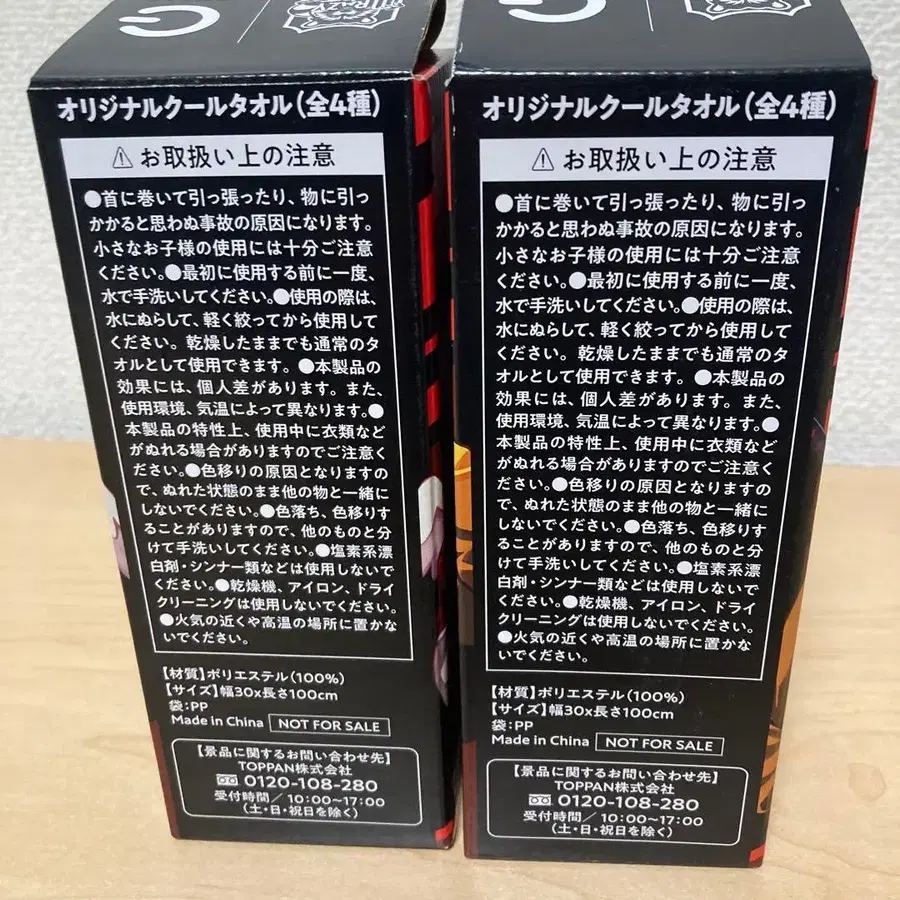 オリジナルクールタオル（全4種）
⚠ お取扱い上の注意
●首に巻いて引っ張ったり、物に引っ
かかると思わぬ事故の原因になります。
小さなお子様の使用には十分ご注意
ください。●最初に使用する前に一度、
水で手洗いしてください。●使用の際は、
水にぬらして、軽く絞ってから使用して
ください。乾燥したままでも通常のタ
オルとして使用できます。●本製品の
効果には、個人差があります。また、
使用環境、気温によって異なります。●
本製品の特性上、使用中に衣類など
がぬれる場合がありますのでご注意く
ださい。●色移りの原因となりますの
で、ぬれた状態のまま他の物と一緒に
しないでください。●色落ち、色移りす
ることがありますので、他のものと分
けて手洗いしてください。●塩素系漂
白剤・シンナー類などは使用しないで
ください。●乾燥機、アイロン、ドライ
クリーニングは使用しないでください。
●火気の近くや高温の場所に置かな
いでください。
【材質】ポリエステル（100%）
【サイズ】幅30x長さ100cm
袋：PP
Made in China NOT FOR SALE
【景品に関するお問い合わせ先】
TOPPAN株式会社
0120-108-280
受付時間／10:00~17:00
（土・日・祝日を除く）
オリジナルクールタオル（全4種）
⚠ お取扱い上の注意
●首に巻いて引っ張ったり、物に引っ
かかると思わぬ事故の原因になります。
小さなお子様の使用には十分ご注意
ください。●最初に使用する前に一度、
水で手洗いしてください。●使用の際は、
水にぬらして、軽く絞ってから使用して
ください。乾燥したままでも通常のタ
オルとして使用できます。●本製品の
効果には、個人差があります。また、
使用環境、気温によって異なります。●
本製品の特性上、使用中に衣類など
がぬれる場合がありますのでご注意く
ださい。●色移りの原因となりますの
で、ぬれた状態のまま他の物と一緒に
しないでください。●色落ち、色移りす
ることがありますので、他のものと分
けて手洗いしてください。●塩素系漂
白剤・シンナー類などは使用しないで
ください。●乾燥機、アイロン、ドライ
クリーニングは使用しないでください。
●火気の近くや高温の場所に置かな
いでください。
【材質】ポリエステル（100%）
【サイズ】幅30x長さ100cm
袋：PP
Made in China NOT FOR SALE
【景品に関するお問い合わせ先】
TOPPAN株式会社
0120-108-280
受付時間／10:00~17:00
（土・日・祝日を除く）